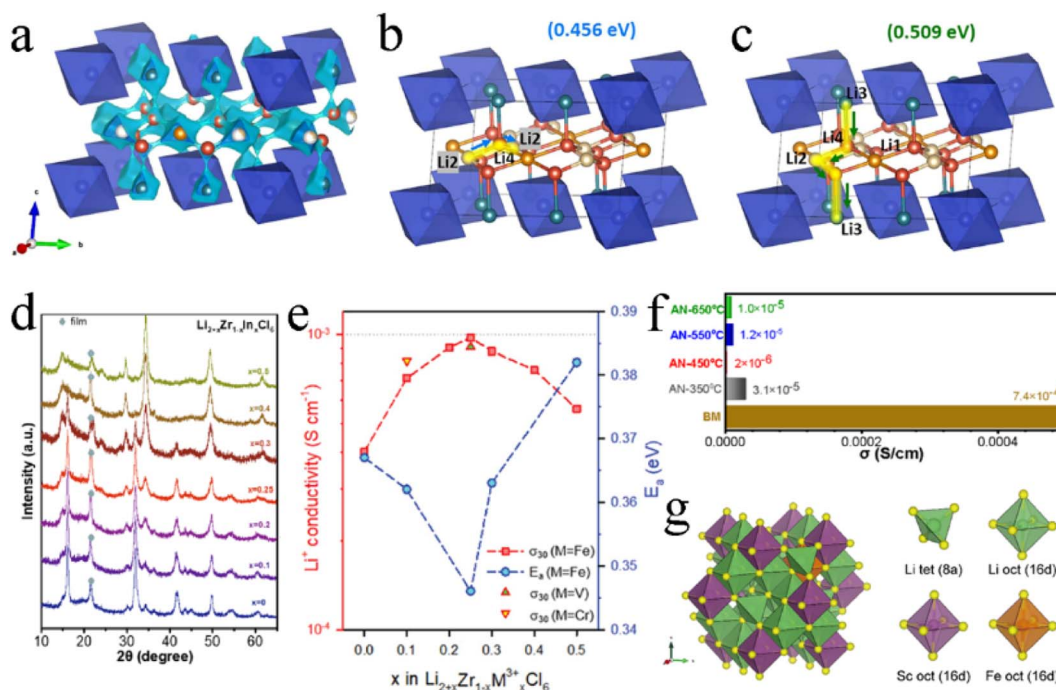 a
b
(0.456 eV)
c
(0.509 eV)
Li2
Li2
Li4
Li3
Li4
Li1
Li2
Li3
c
a
b
d
film
Li2-xZr1-xInxCl6
x=0.5
x=0.4
x=0.3
x=0.25
x=0.2
x=0.1
x=0
Intensity (a.u.)
10 20 30 40 50 60
2θ (degree)
e
10⁻³
10⁻⁴
Li⁺ conductivity (S cm⁻¹)
0.39
0.38
0.37
0.36
0.35
0.34
Eₐ (eV)
σ₃₀ (M=Fe)
Eₐ (M=Fe)
σ₃₀ (M=V)
σ₃₀ (M=Cr)
0.0 0.1 0.2 0.3 0.4 0.5
x in Li2+xZr1-xM³⁺xCl6
f
AN-650°C 1.0×10⁻⁵
AN-550°C 1.2×10⁻⁵
AN-450°C 2×10⁻⁶
AN-350°C 3.1×10⁻⁵
BM
0.0000 0.0002 0.0004
σ (S/cm)
g
Li tet (8a) Li oct (16d)
Sc oct (16d) Fe oct (16d)